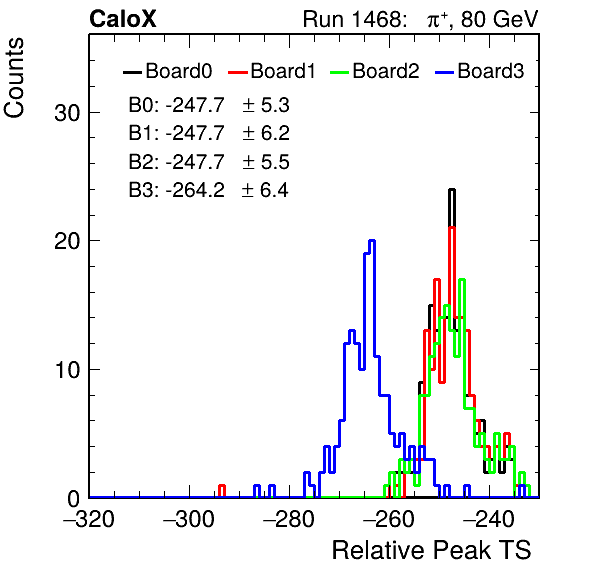 CaloX Run 1468: π⁺, 80 GeV
Counts
Board0 Board1 Board2 Board3
B0: -247.7 ± 5.3
B1: -247.7 ± 6.2
B2: -247.7 ± 5.5
B3: -264.2 ± 6.4
30
20
10
0
−320 −300 −280 −260 −240
Relative Peak TS